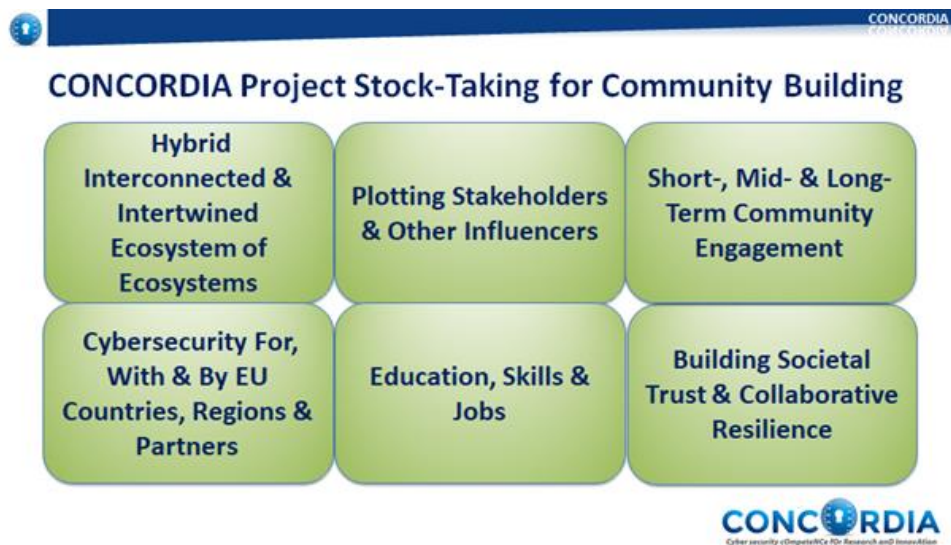 CONCORDIA
CONCORDIA
CONCORDIA Project Stock-Taking for Community Building
Hybrid
Interconnected &
Intertwined
Ecosystem of
Ecosystems
Plotting Stakeholders
& Other Influencers
Short-, Mid- & Long-
Term Community
Engagement
Cybersecurity For,
With & By EU
Countries, Regions &
Partners
Education, Skills &
Jobs
Building Societal
Trust & Collaborative
Resilience
CONCORDIA
Cyber security cOmpeteNCe fOr Research anD InnovAtion